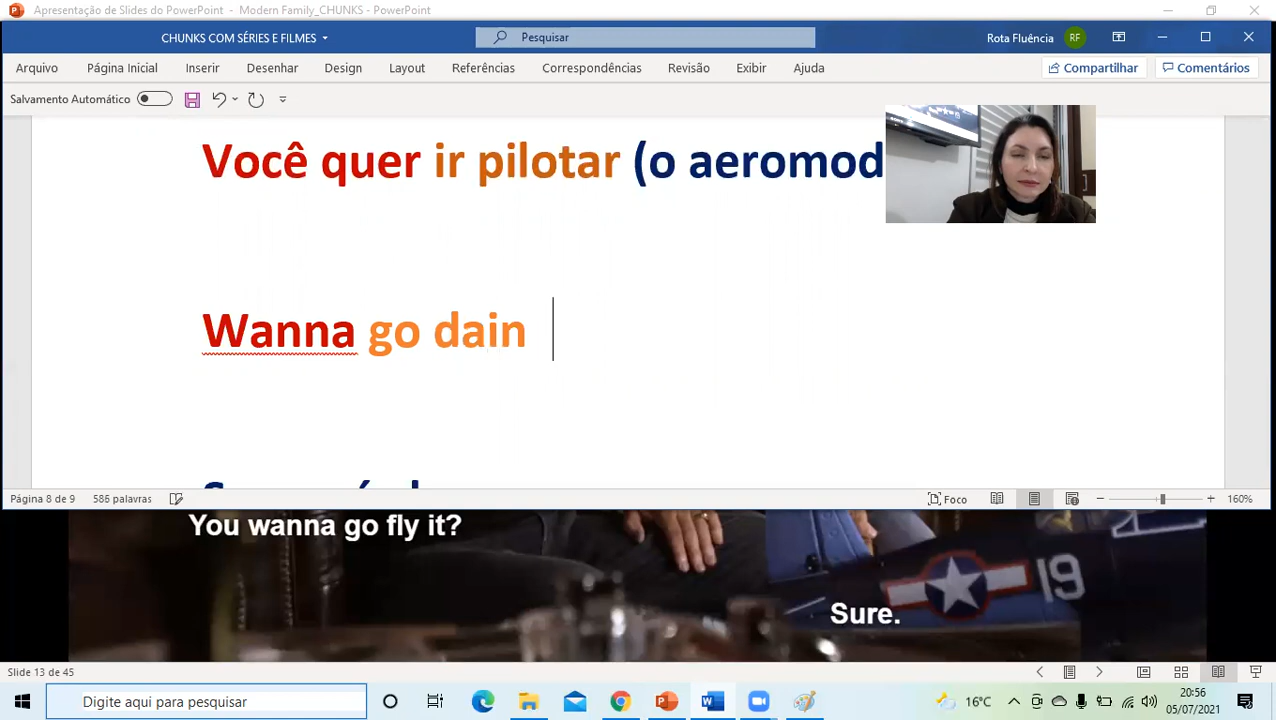 Apresentação de Slides do PowerPoint - Modern Family_CHUNKS - PowerPoint
CHUNKS COM SÉRIES E FILMES
Pesquisar
Rota Fluência RF
Arquivo Página Inicial Inserir Desenhar Design Layout Referências Correspondências Revisão Exibir Ajuda Compartilhar Comentários
Salvamento Automático
Você quer ir pilotar (o aeromod
Wanna go dain
Página 8 de 9 586 palavras Foco 160%
You wanna go fly it?
19
Sure.
Slide 13 de 45
Digite aqui para pesquisar
16°C
20:56
05/07/2021